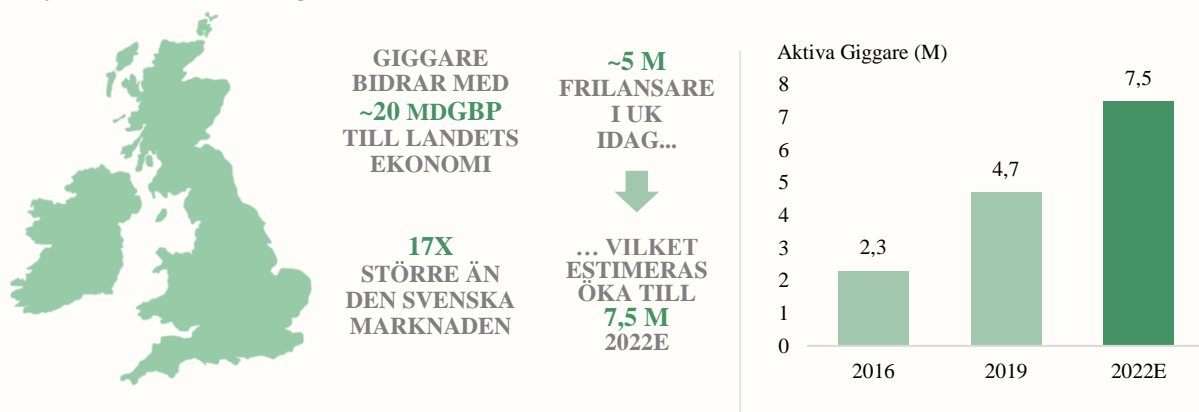 GIGGARE
BIDRAR MED
~20 MDGBP
TILL LANDETS
EKONOMI
17X
STÖRRE ÄN
DEN SVENSKA
MARKNADEN
~5 M
FRILANSARE
I UK
IDAG...
… VILKET
ESTIMERAS
ÖKA TILL
7,5 M
2022E
Aktiva Giggare (M)
8
7
6
5
4
3
2
1
0
2,3
4,7
7,5
2016
2019
2022E